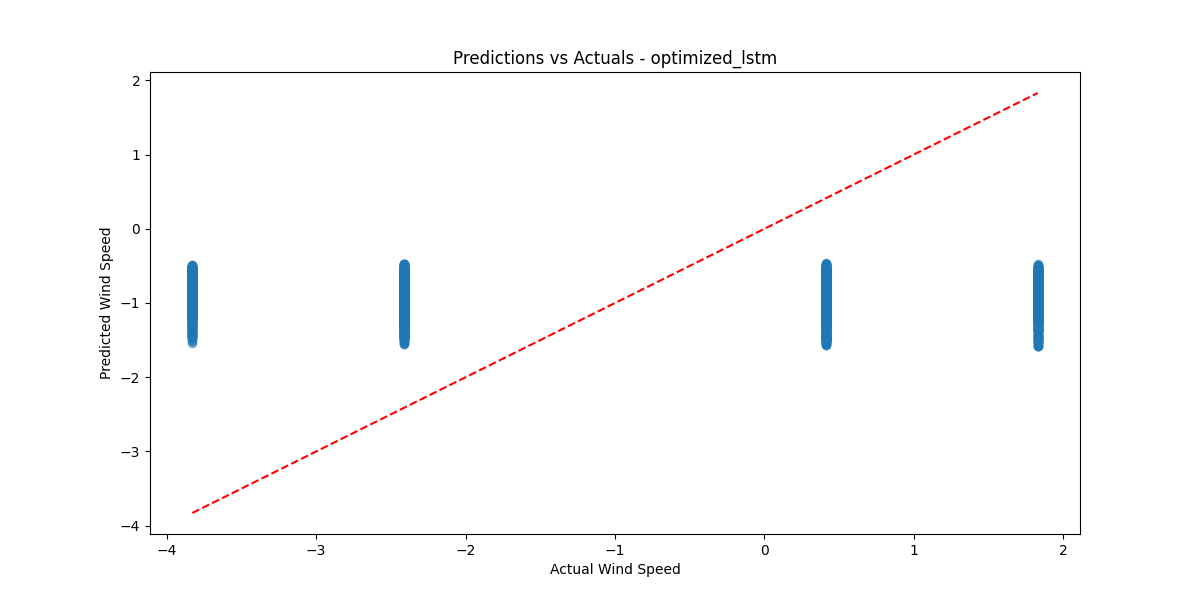 Predictions vs Actuals - optimized_lstm
2
1
0
−1
−2
−3
−4
Predicted Wind Speed
−4 −3 −2 −1 0 1 2
Actual Wind Speed